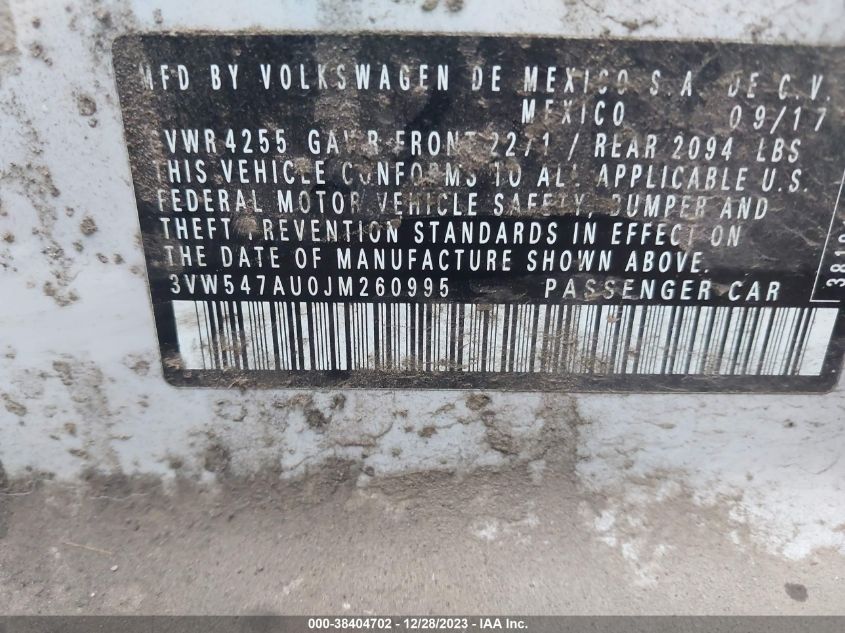 MFD BY VOLKSWAGEN DE MEXICO S.A. DE C.V.
MEXICO 09/17
GVWR4255 GAWR FRONT 2271 / REAR 2094 LBS
THIS VEHICLE CONFORMS TO ALL APPLICABLE U.S.
FEDERAL MOTOR VEHICLE SAFETY, BUMPER AND
THEFT PREVENTION STANDARDS IN EFFECT ON
THE DATE OF MANUFACTURE SHOWN ABOVE.
3VW547AU0JM260995 PASSENGER CAR
000-38404702 - 12/28/2023 - IAA Inc.